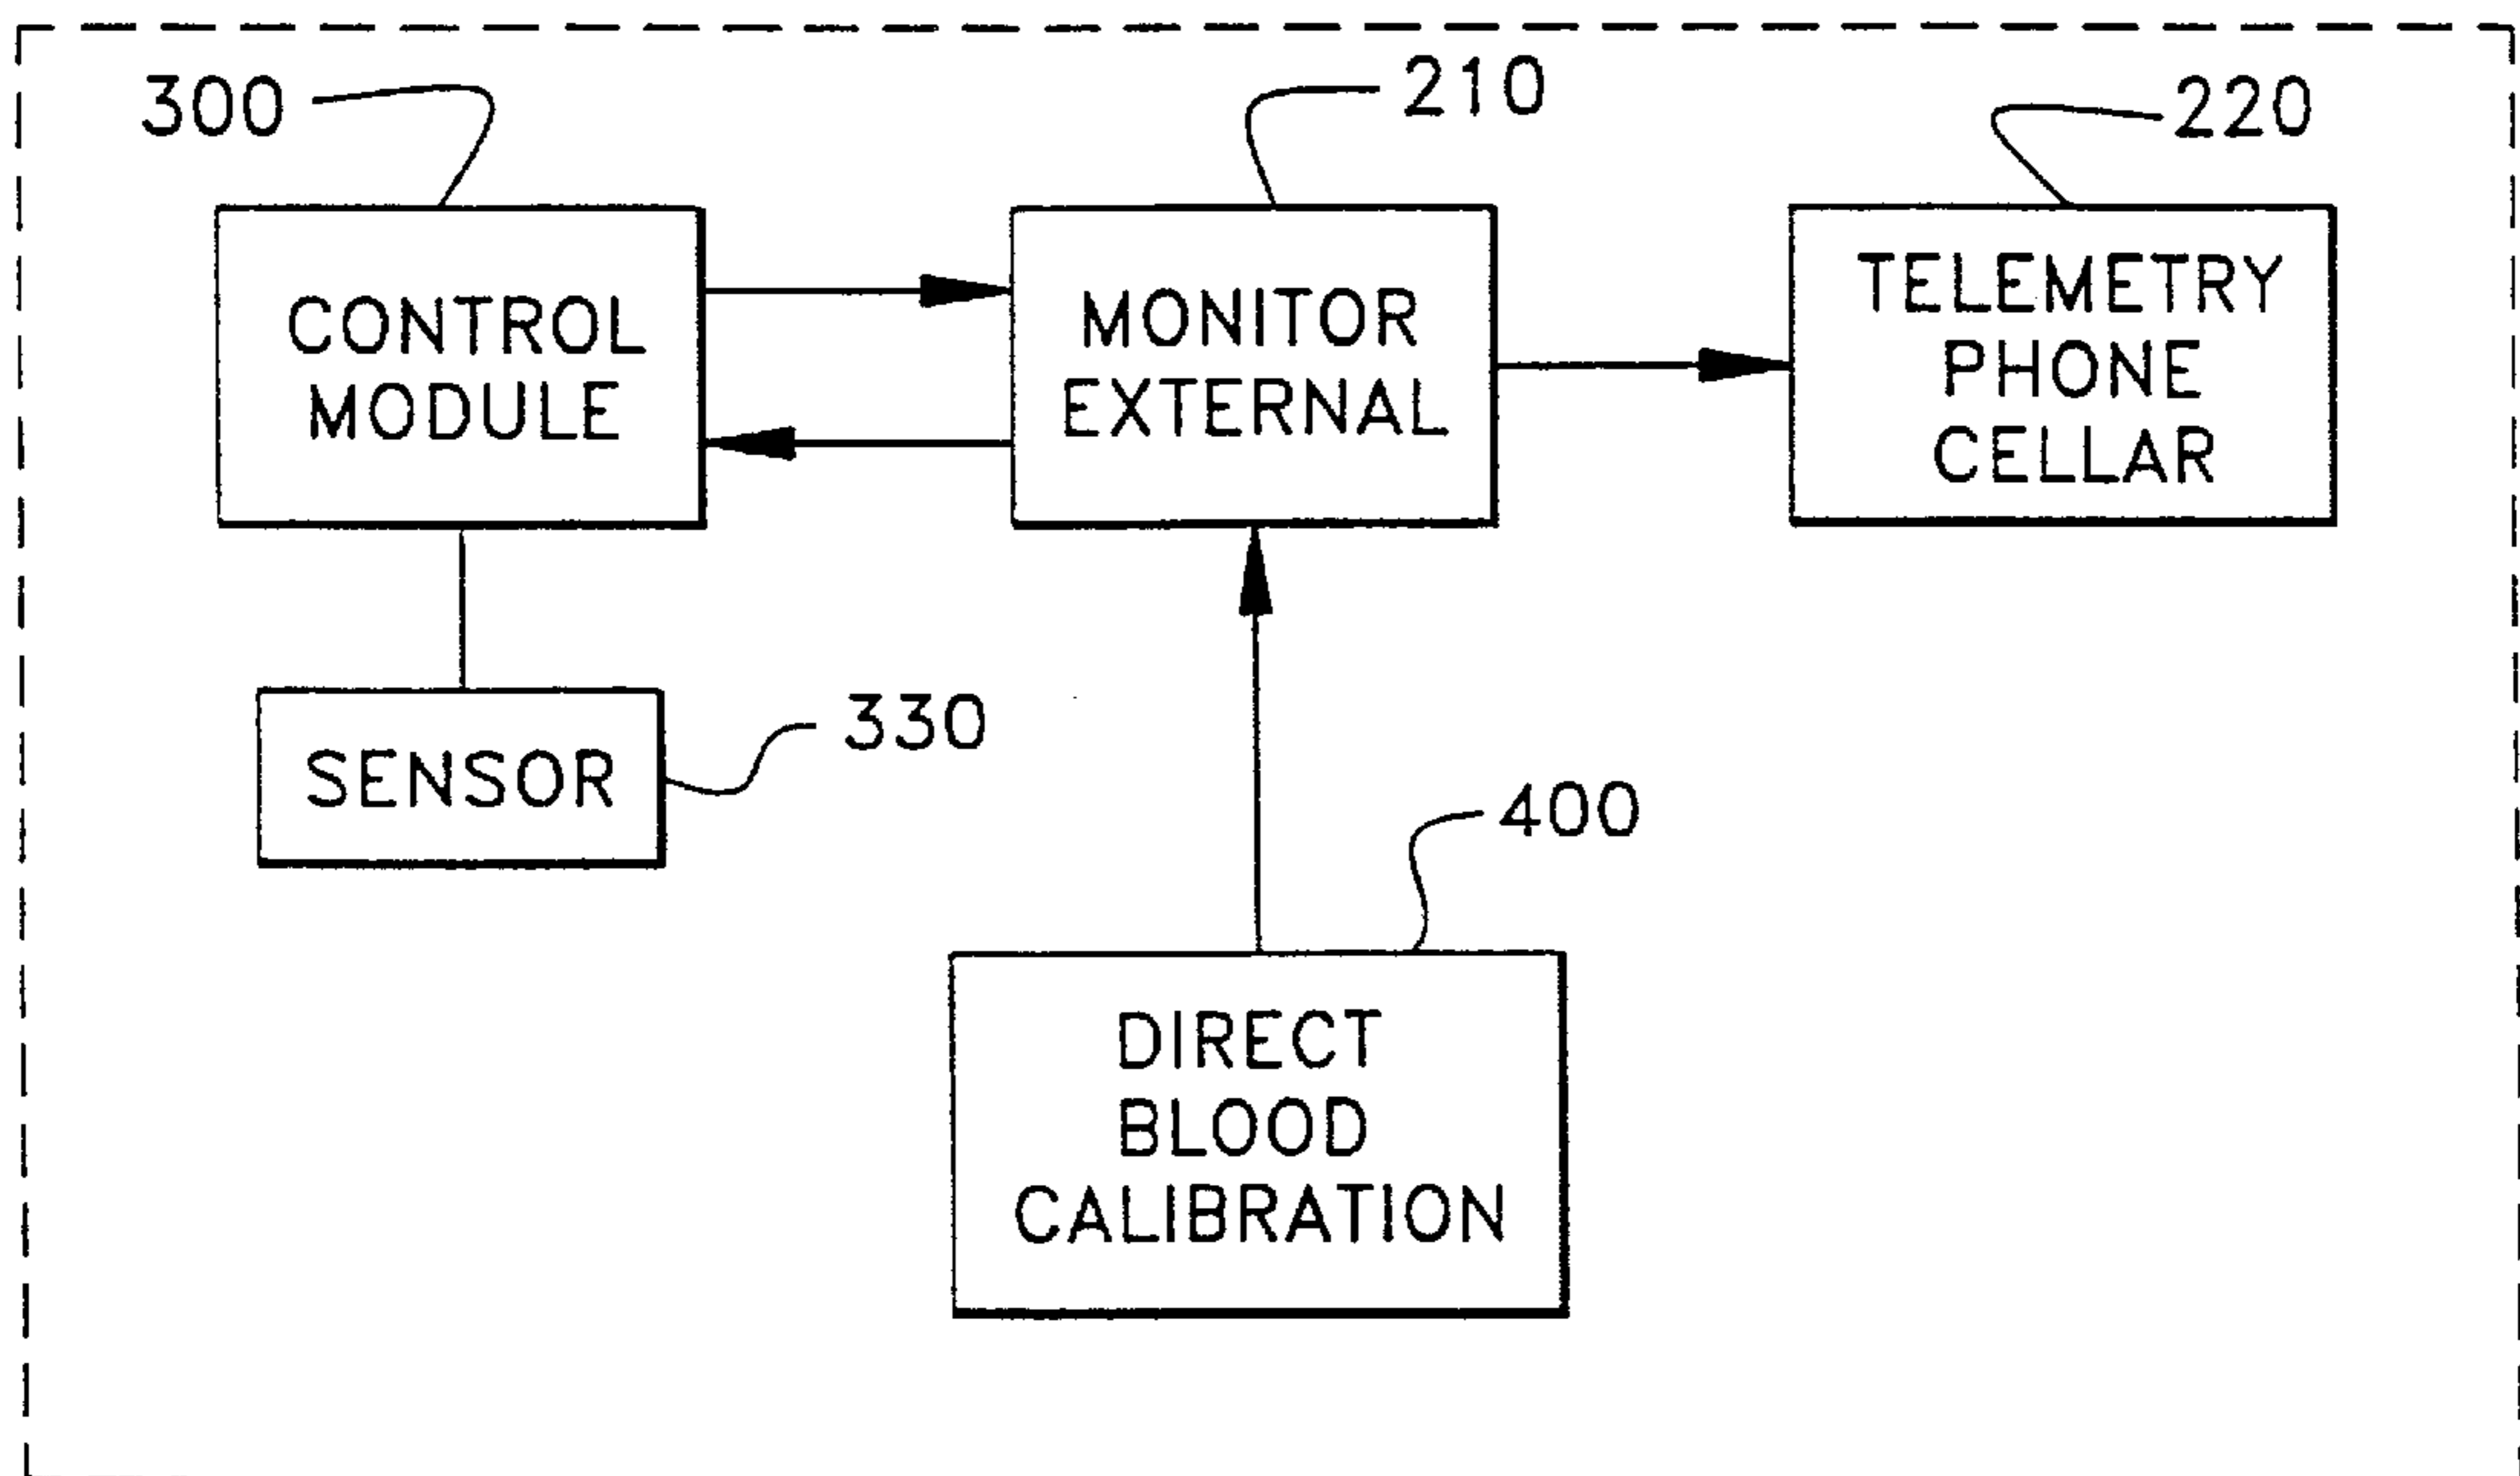 300
210
220
CONTROL
MODULE
MONITOR
EXTERNAL
TELEMETRY
PHONE
CELLAR
SENSOR
330
400
DIRECT
BLOOD
CALIBRATION